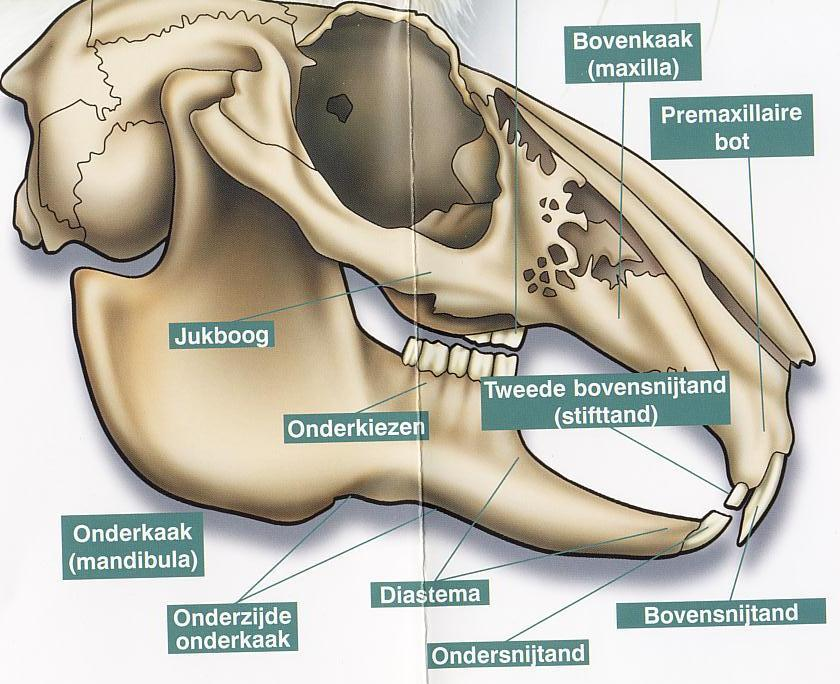 Bovenkaak
(maxilla)
Premaxillaire
bot
Jukboog
Tweede bovensnijtand
(stifttand)
Onderkiezen
Onderkaak
(mandibula)
Diastema
Onderzijde
onderkaak
Bovensnijtand
Ondersnijtand